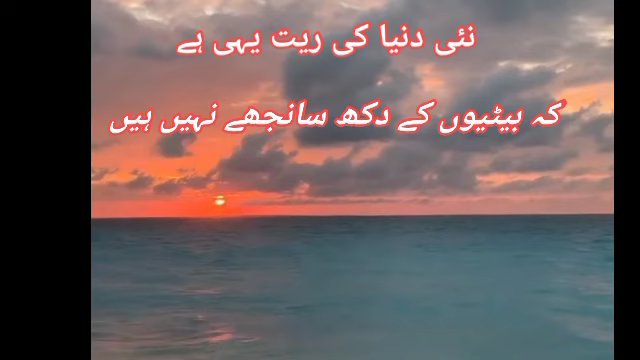 نئی دنیا کی ریت یہی ہے
کہ بیٹیوں کے دکھ سانجھے نہیں ہیں